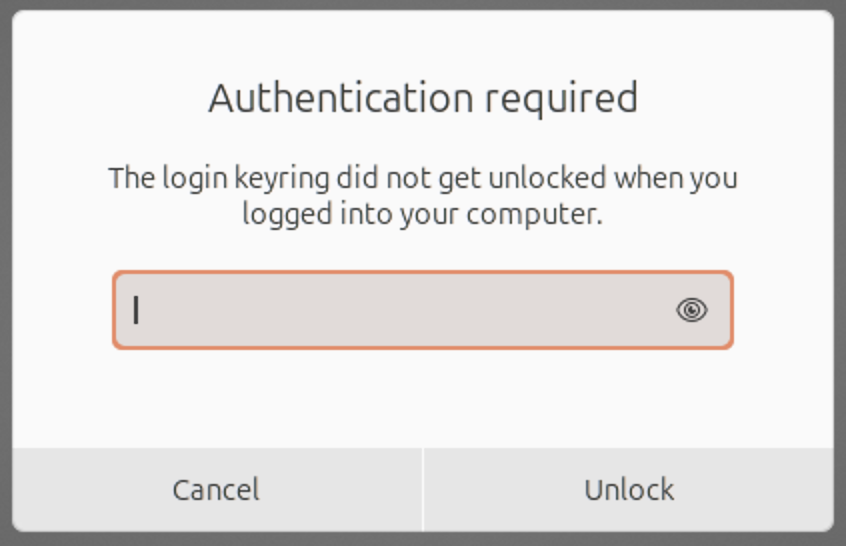 Authentication required
The login keyring did not get unlocked when you
logged into your computer.
Cancel
Unlock